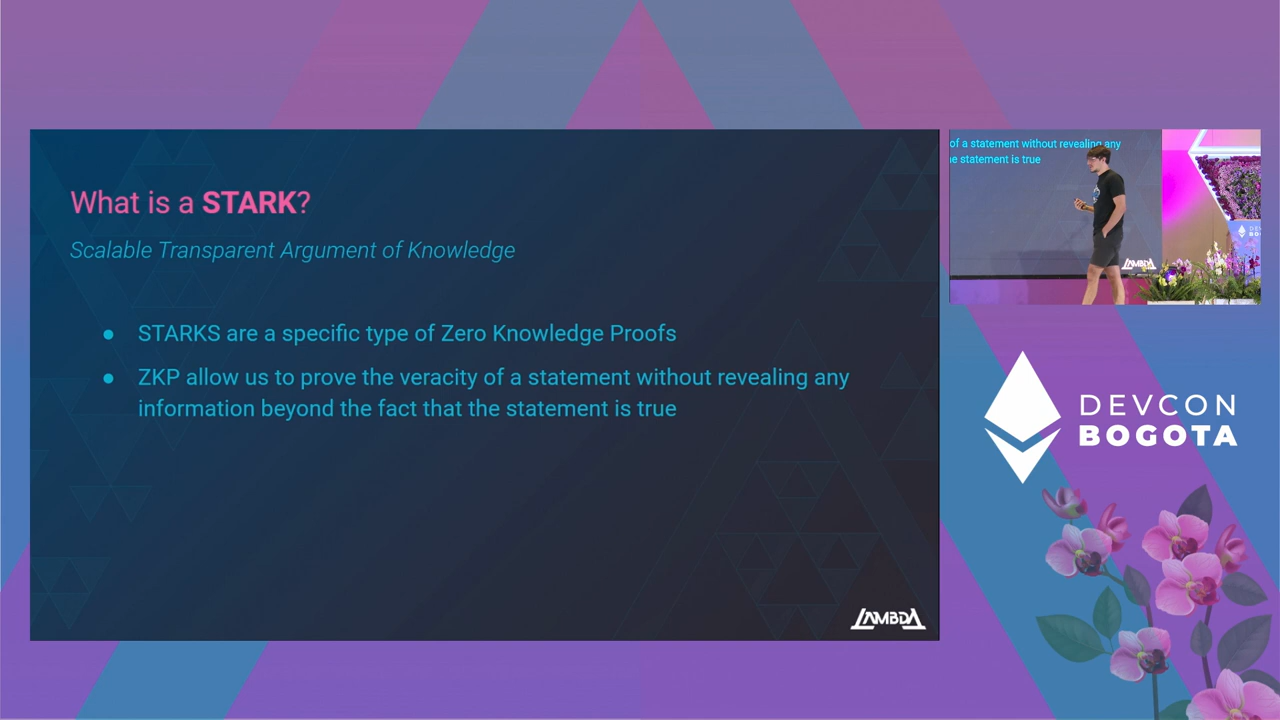 What is a STARK?
Scalable Transparent Argument of Knowledge
● STARKS are a specific type of Zero Knowledge Proofs
● ZKP allow us to prove the veracity of a statement without revealing any
information beyond the fact that the statement is true
LAMBDA
of a statement without revealing any
e statement is true
LAMBDA
DEVCON
BOGOTA